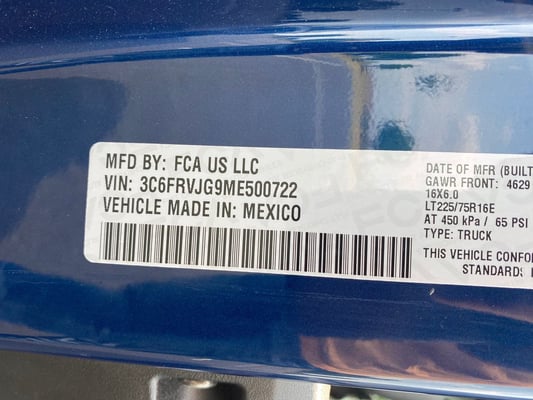 MFD BY: FCA US LLC
VIN: 3C6FRVJG9ME500722
VEHICLE MADE IN: MEXICO
DATE OF MFR (BUILT
GAWR FRONT: 4629
16X6.0
LT225/75R16E
AT 450 kPa / 65 PSI
TYPE: TRUCK
THIS VEHICLE CONFO
STANDARDS: